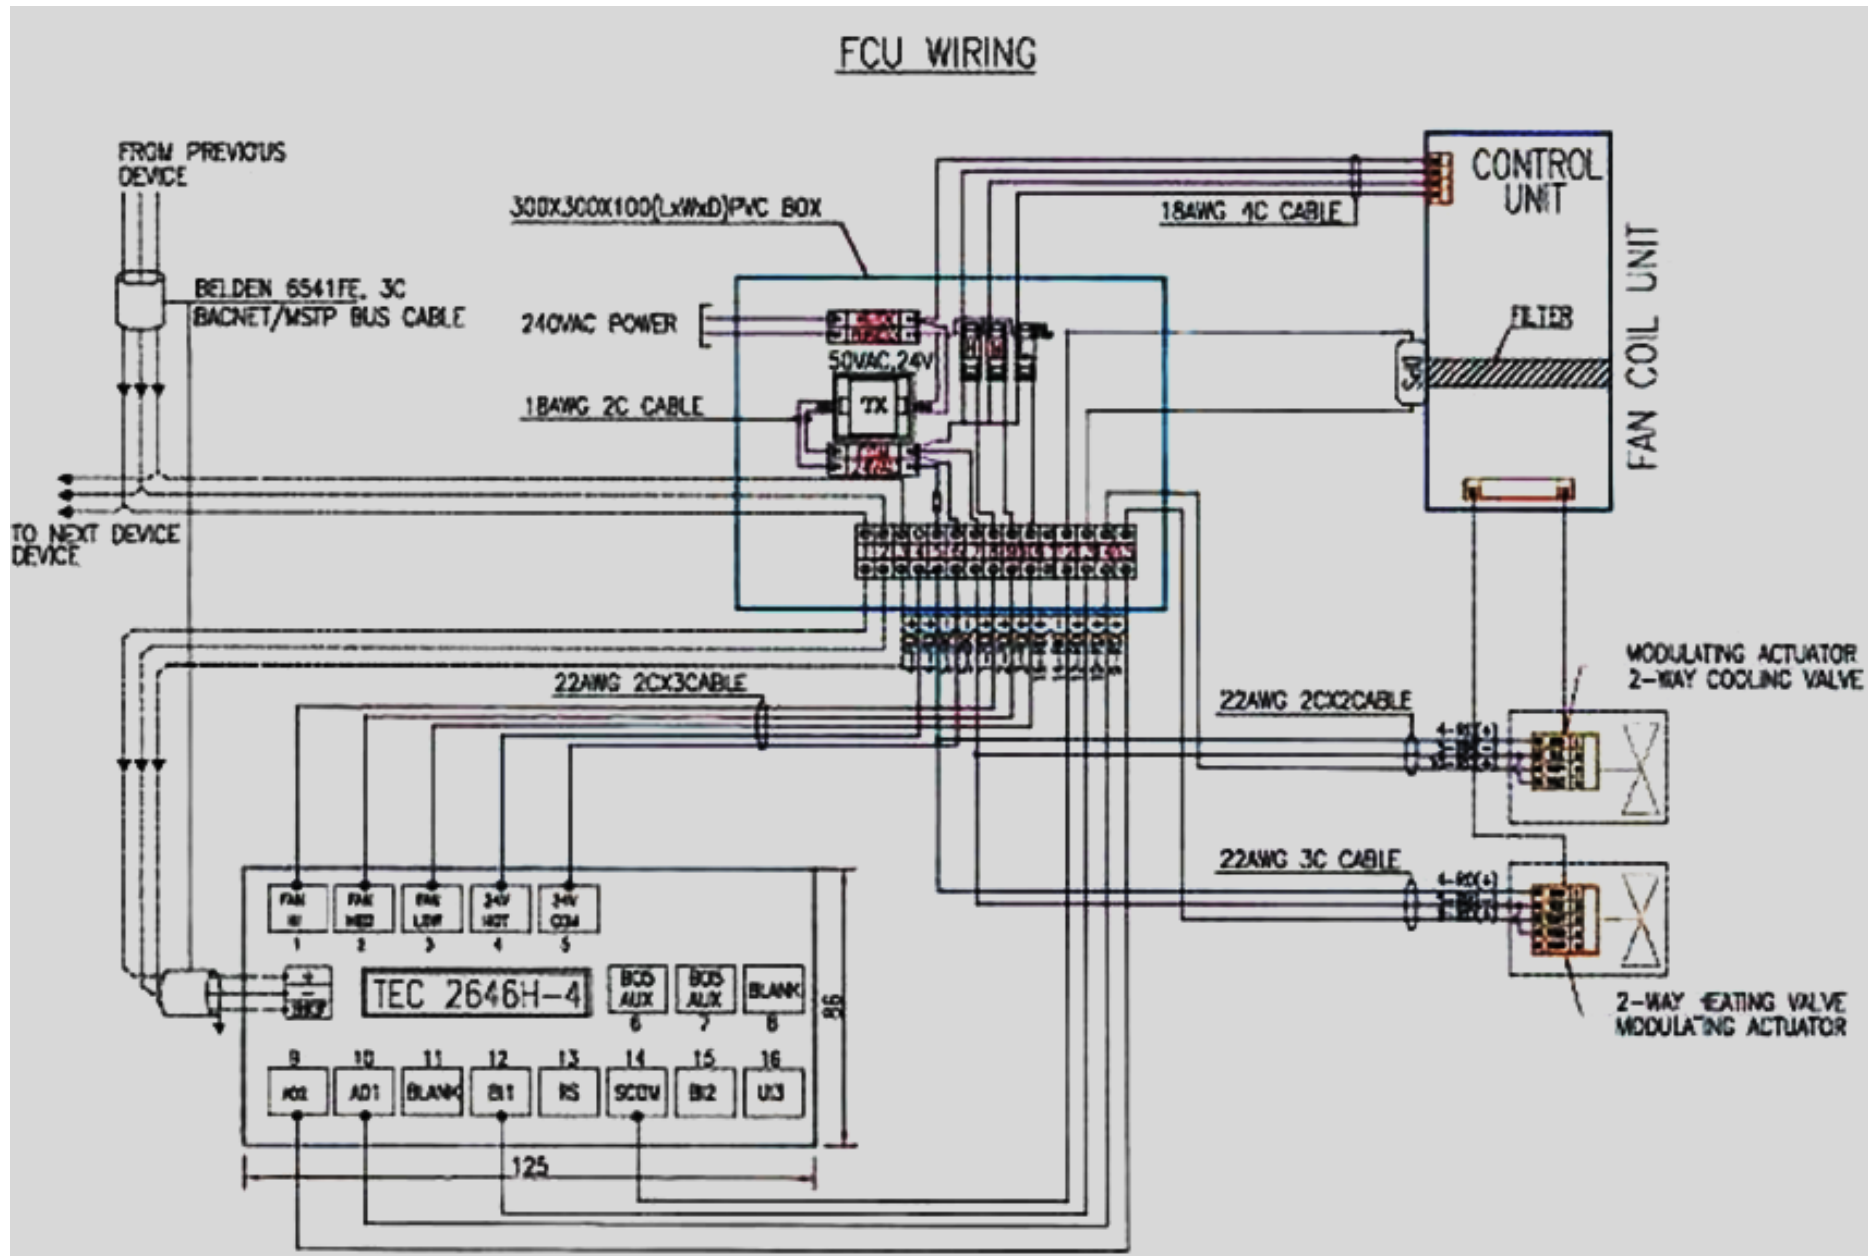 FCU WIRING
FROM PREVIOUS
DEVICE
CONTROL
UNIT
300X300X100(LxWxD)PVC BOX
18AWG 4C CABLE
FAN COIL UNIT
BELDEN 6541FE, 3C
BACNET/MSTP BUS CABLE
240VAC POWER
FILTER
50VAC,24V
TX
18AWG 2C CABLE
TO NEXT DEVICE
DEVICE
MODULATING ACTUATOR
2-WAY COOLING VALVE
22AWG 2CX3CABLE
22AWG 2CX2CABLE
22AWG 3C CABLE
FAN
HI
FAN
MED
FAN
LOW
24V
HOT
24V
COM
1
2
3
4
5
+
-
TEC 2646H-4
BO5
AUX
BO5
AUX
BLANK
6
7
8
86
2-WAY HEATING VALVE
MODULATING ACTUATOR
9
10
11
12
13
14
15
16
AO2
AO1
BLANK
BI1
RS
SCOM
BI2
UI3
125